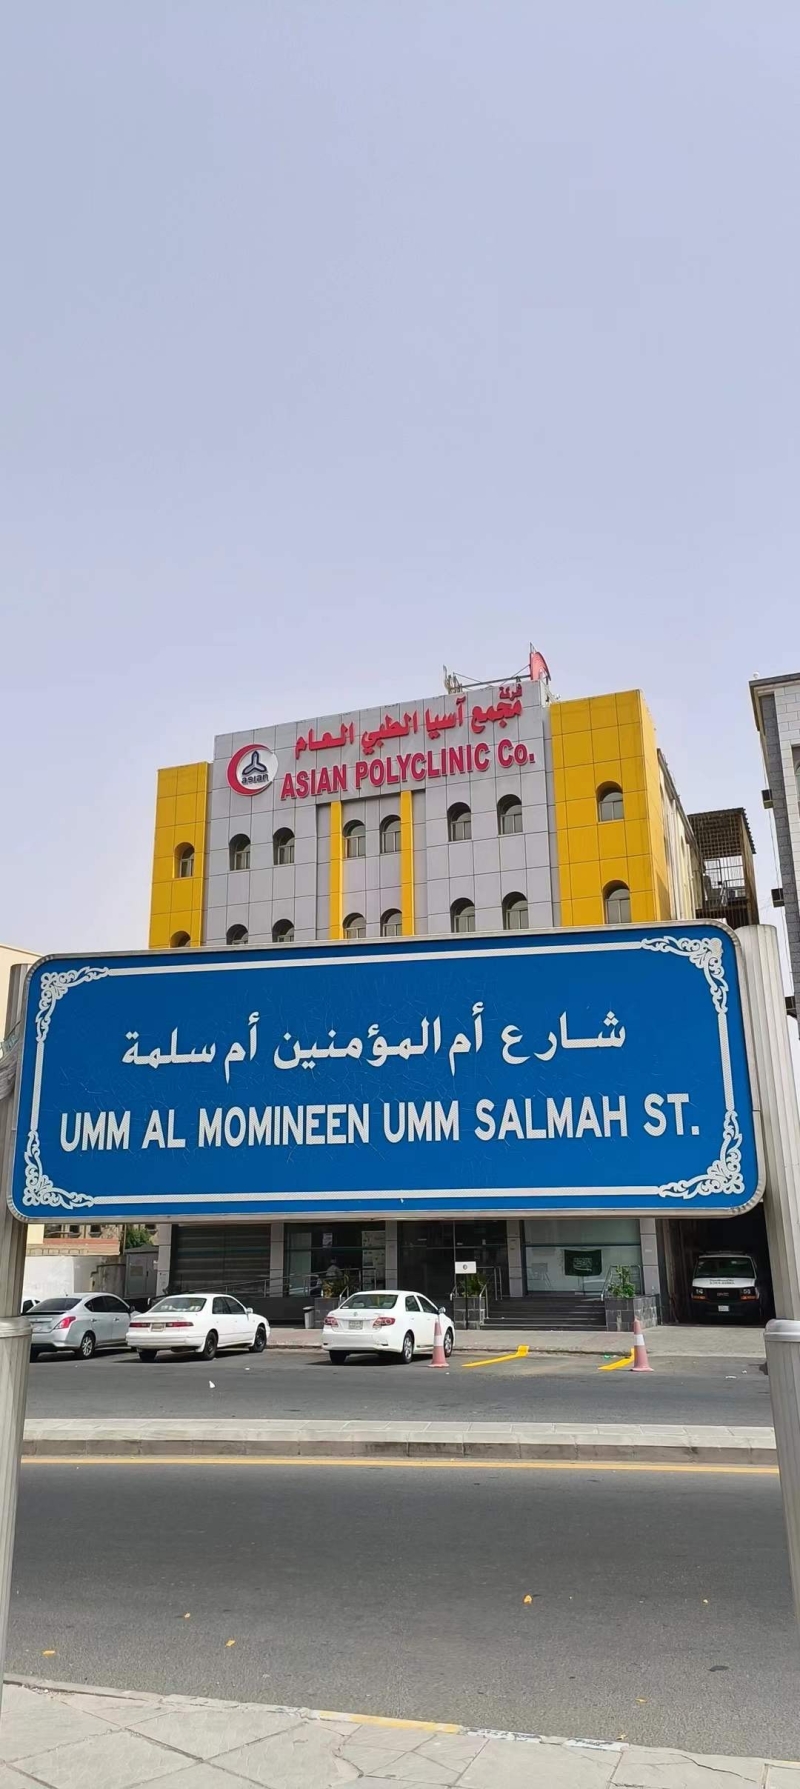 شركة
مجمع آسيا الطبي العام
asian
ASIAN POLYCLINIC Co.
شارع أم المؤمنين أم سلمة
UMM AL MOMINEEN UMM SALMAH ST.